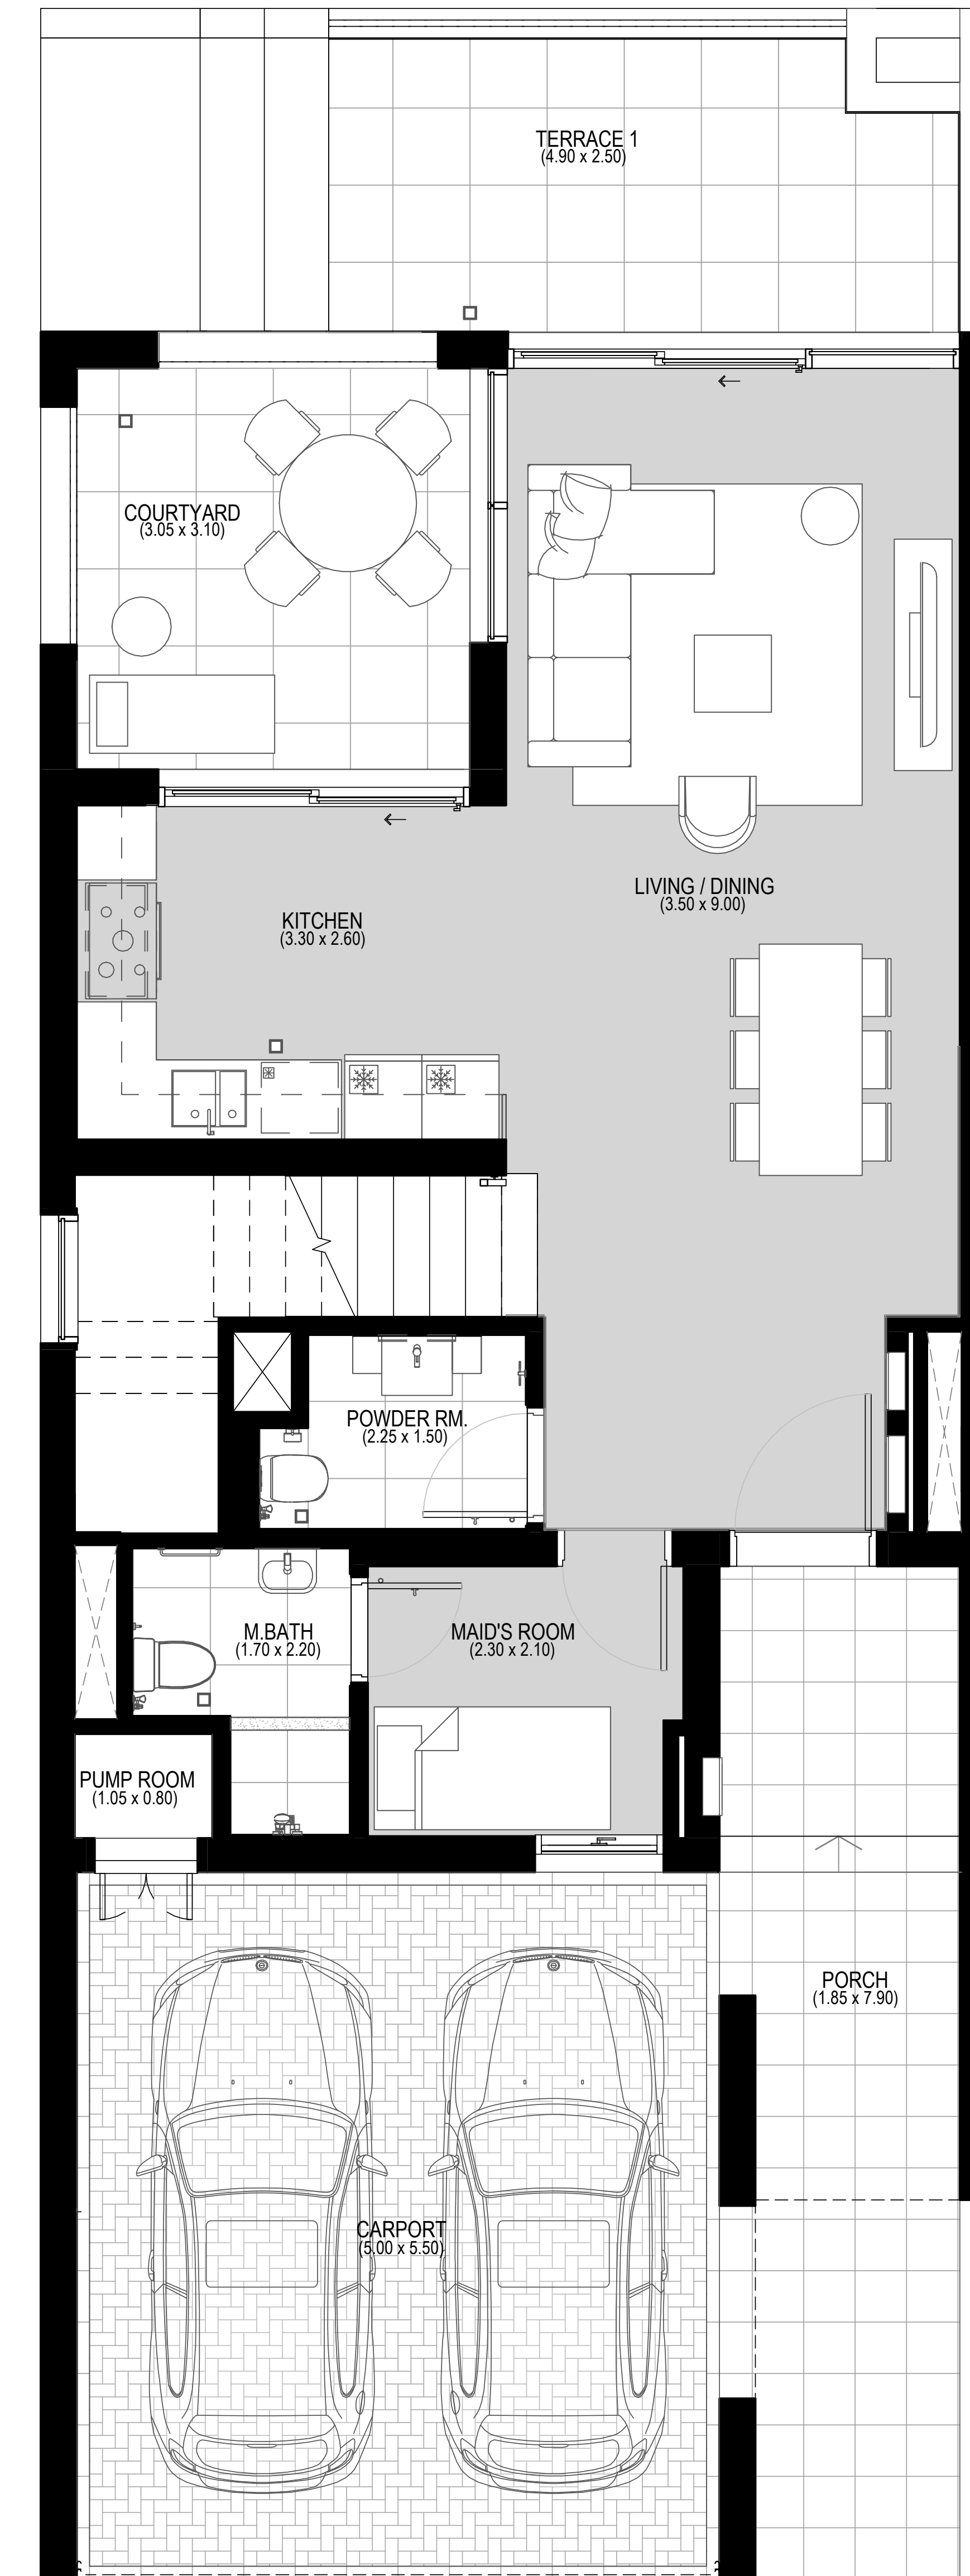 TERRACE 1
(4.90 x 2.50)
COURTYARD
(3.05 x 3.10)
LIVING / DINING
(3.50 x 9.00)
KITCHEN
(3.30 x 2.60)
POWDER RM.
(2.25 x 1.50)
M.BATH
(1.70 x 2.20)
MAID'S ROOM
(2.30 x 2.10)
PUMP ROOM
(1.05 x 0.80)
PORCH
(1.85 x 7.90)
CARPORT
(5.00 x 5.50)